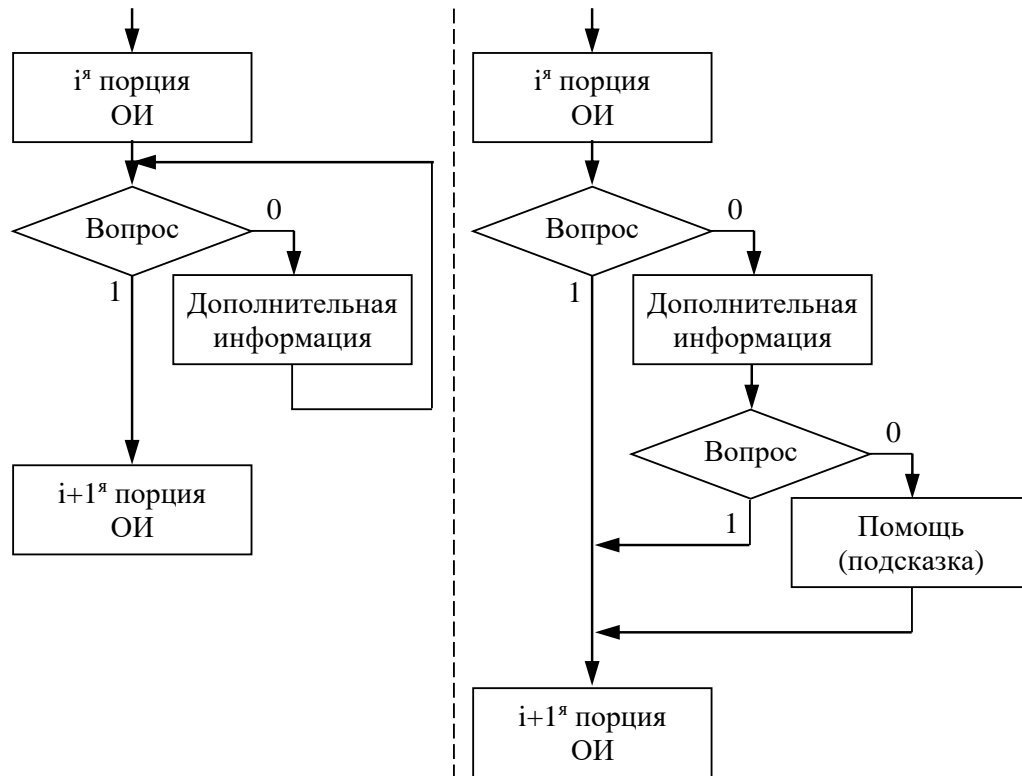 iя порция
ОИ
Вопрос
0
1
Дополнительная
информация
i+1я порция
ОИ
iя порция
ОИ
Вопрос
0
1
Дополнительная
информация
Вопрос
0
1
Помощь
(подсказка)
i+1я порция
ОИ